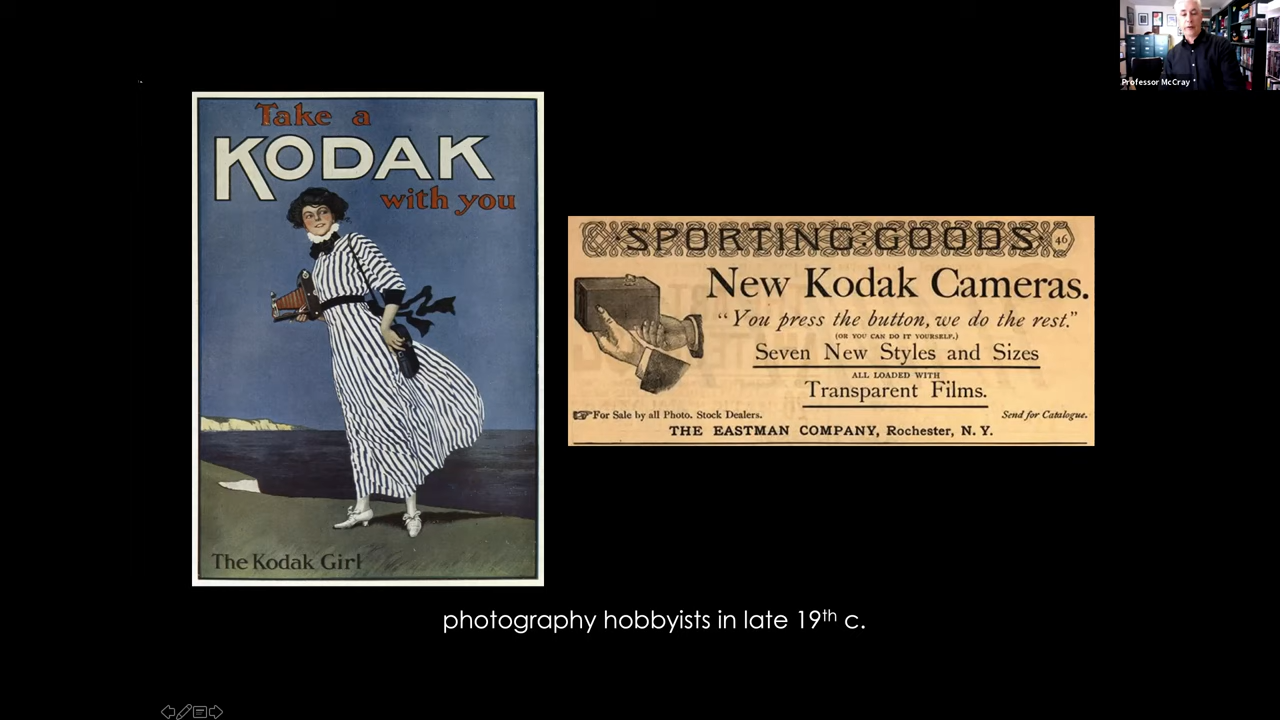 Professor McCray
Take a
KODAK
with you
The Kodak Girl
SPORTING:GOODS
46
New Kodak Cameras.
“You press the button, we do the rest.”
(OR YOU CAN DO IT YOURSELF.)
Seven New Styles and Sizes
ALL LOADED WITH
Transparent Films.
For Sale by all Photo. Stock Dealers.
Send for Catalogue.
THE EASTMAN COMPANY, Rochester, N. Y.
photography hobbyists in late 19th c.